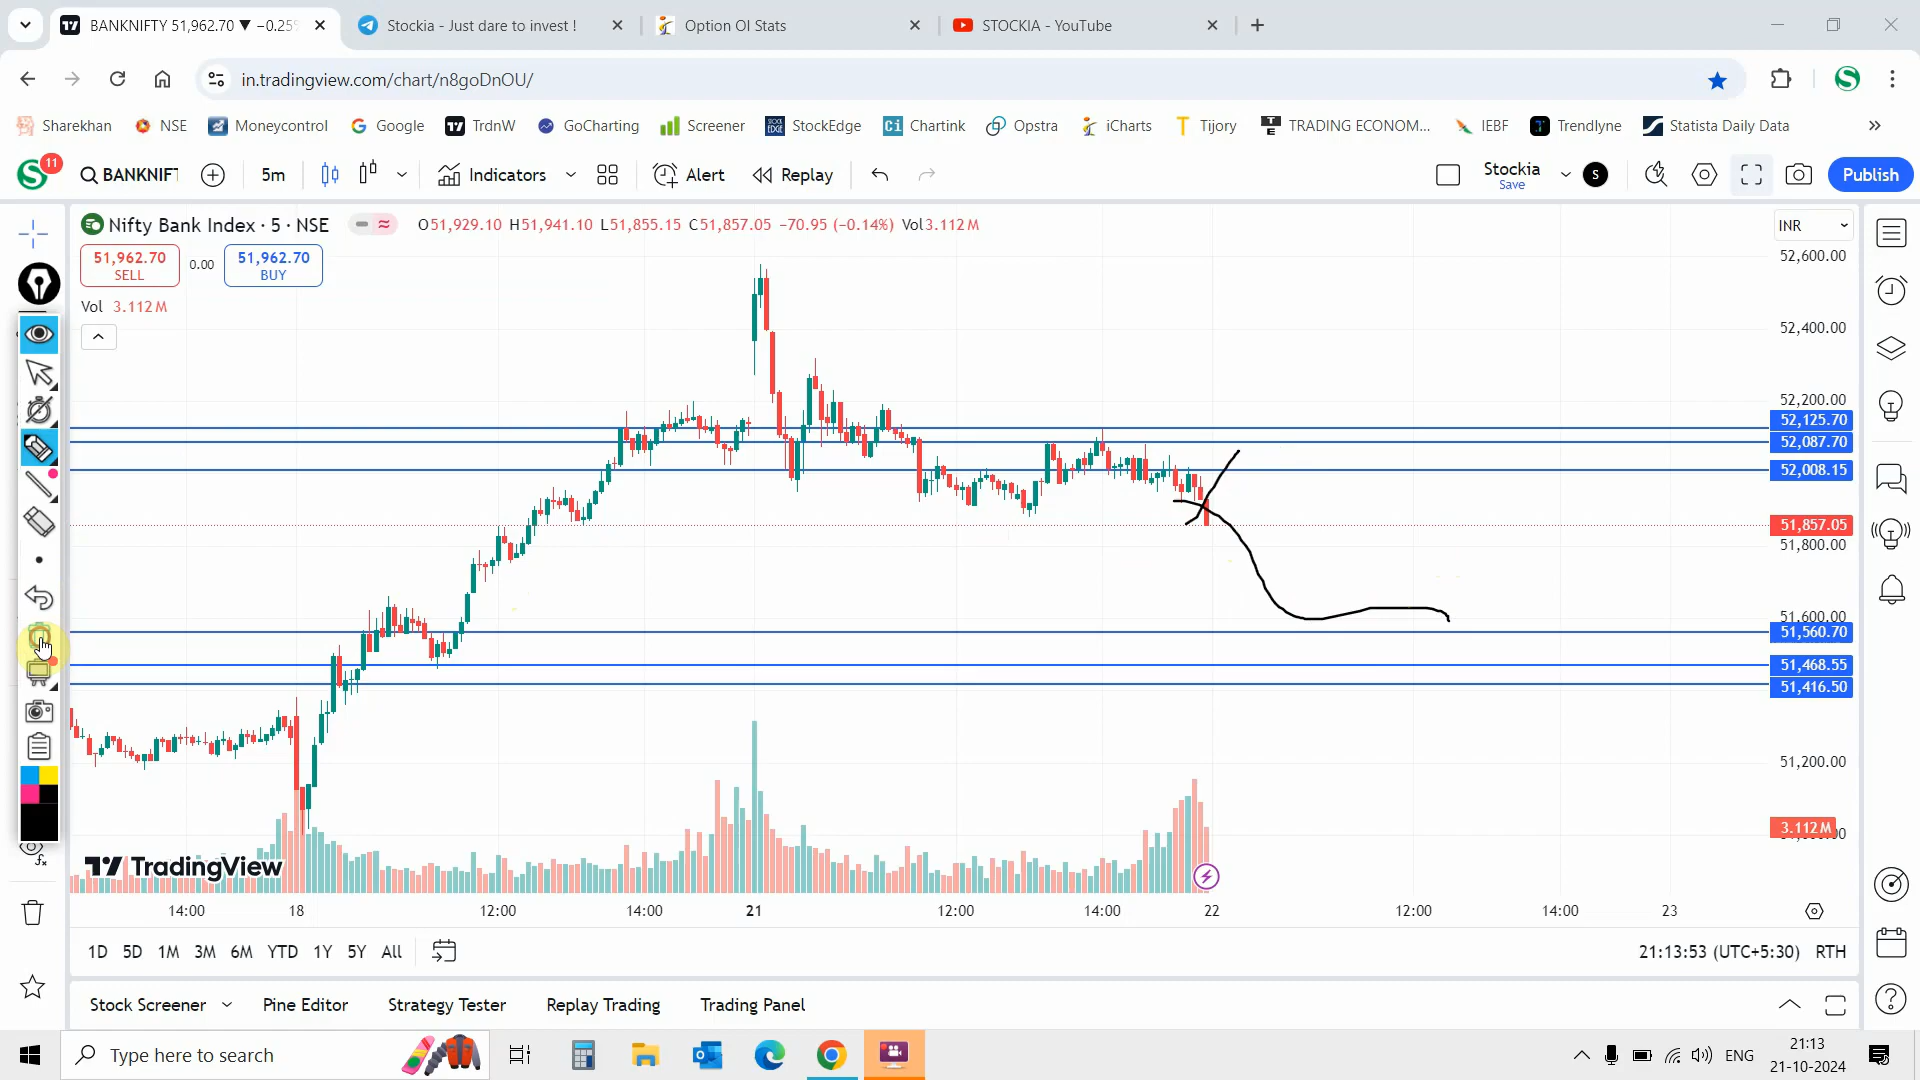 BANKNIFTY 51,962.70 ▼ −0.25%
Stockia - Just dare to invest !
Option OI Stats
STOCKIA - YouTube
in.tradingview.com/chart/n8goDnOU/
Sharekhan
NSE
Moneycontrol
Google
TrdnW
GoCharting
Screener
StockEdge
Chartink
Opstra
iCharts
Tijory
TRADING ECONOM...
IEBF
Trendlyne
Statista Daily Data
11
BANKNIFT
5m
Indicators
Alert
Replay
Stockia
Save
S
Publish
Nifty Bank Index · 5 · NSE
O51,929.10 H51,941.10 L51,855.15 C51,857.05 −70.95 (−0.14%) Vol3.112 M
INR
51,962.70
SELL
0.00
51,962.70
BUY
Vol 3.112 M
52,600.00
52,400.00
52,200.00
52,125.70
52,087.70
52,008.15
51,857.05
51,800.00
51,600.00
51,560.70
51,468.55
51,416.50
51,200.00
3.112 M
TradingView
14:00 18 12:00 14:00 21 12:00 14:00 22 12:00 14:00 23
1D 5D 1M 3M 6M YTD 1Y 5Y All
21:13:53 (UTC+5:30) RTH
Stock Screener
Pine Editor
Strategy Tester
Replay Trading
Trading Panel
Type here to search
ENG
21:13
21-10-2024